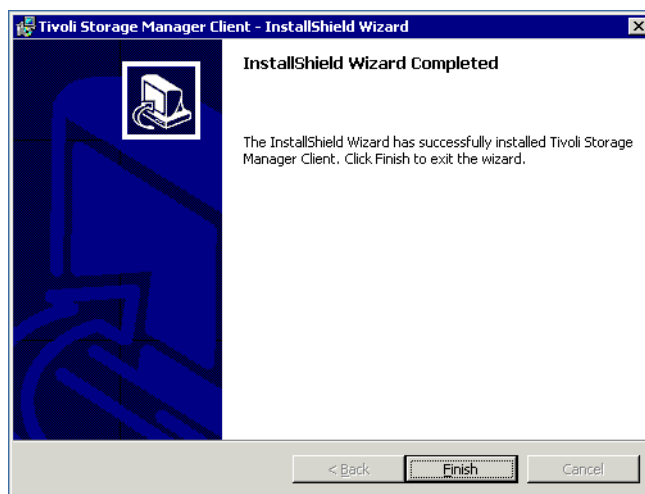 Tivoli Storage Manager Client - InstallShield Wizard
InstallShield Wizard Completed
The InstallShield Wizard has successfully installed Tivoli Storage
Manager Client. Click Finish to exit the wizard.
< Back
Finish
Cancel